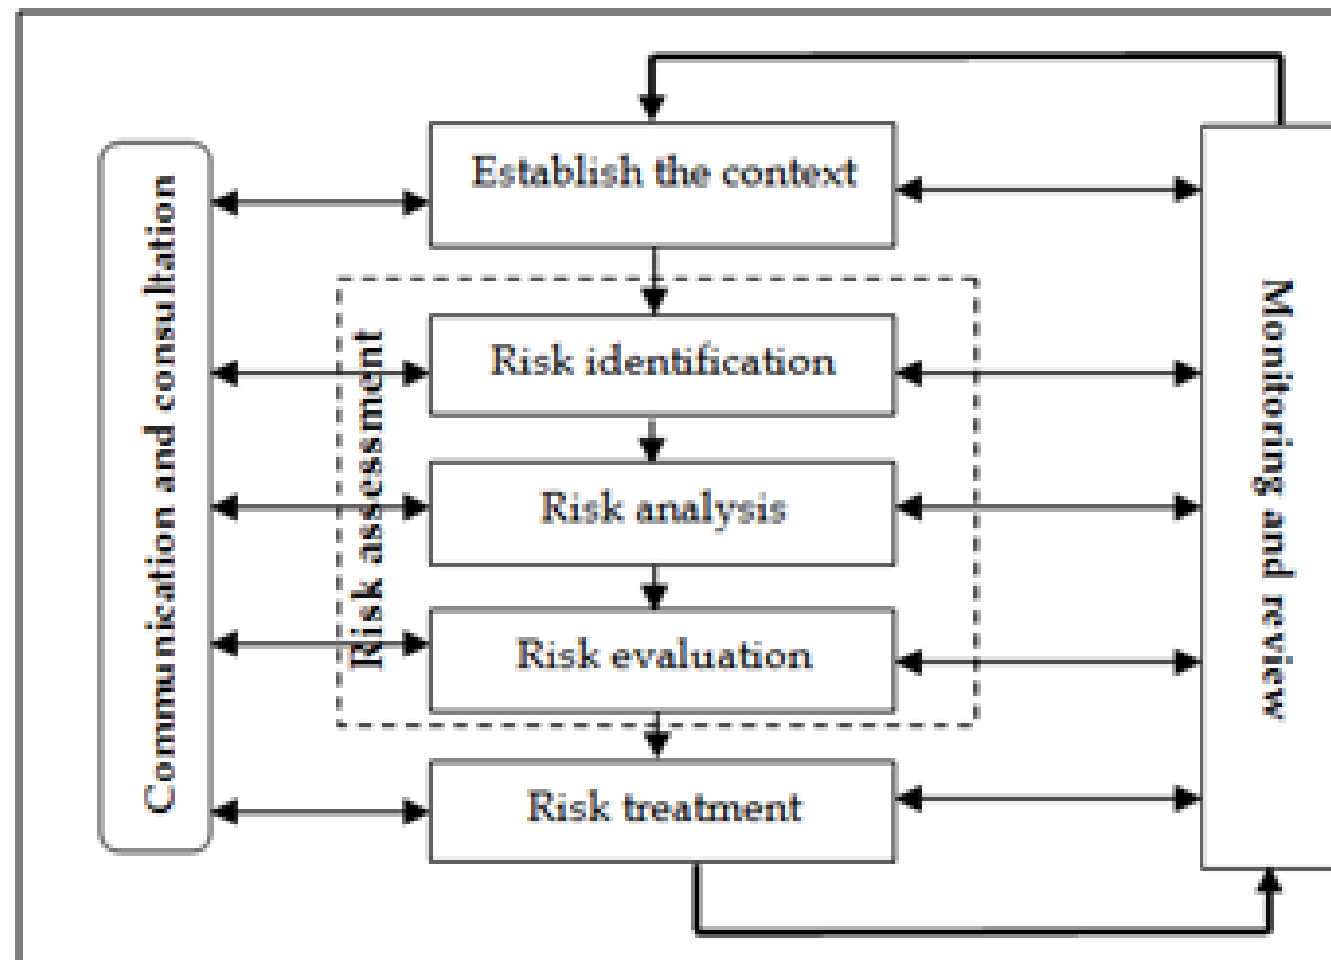 Communication and consultation
Establish the context
Risk assessment
Risk identification
Risk analysis
Risk evaluation
Risk treatment
Monitoring and review